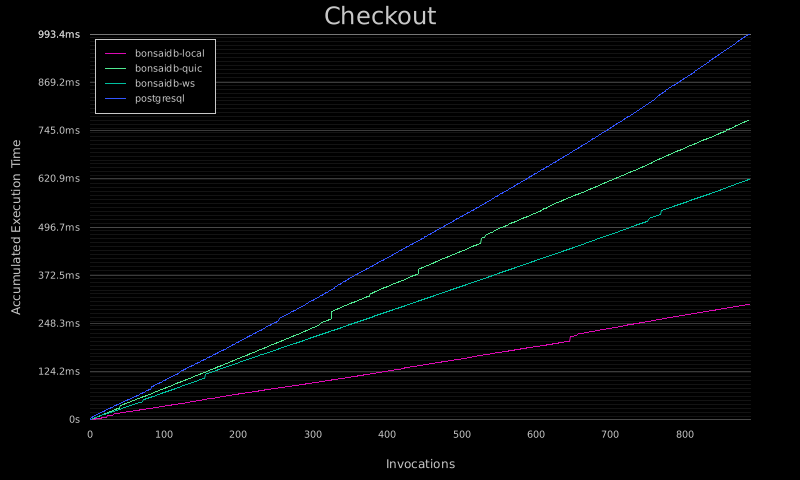 Checkout
993.4ms
869.2ms
745.0ms
620.9ms
496.7ms
372.5ms
248.3ms
124.2ms
0s
bonsaidb-local
bonsaidb-quic
bonsaidb-ws
postgresql
Accumulated Execution Time
0 100 200 300 400 500 600 700 800
Invocations